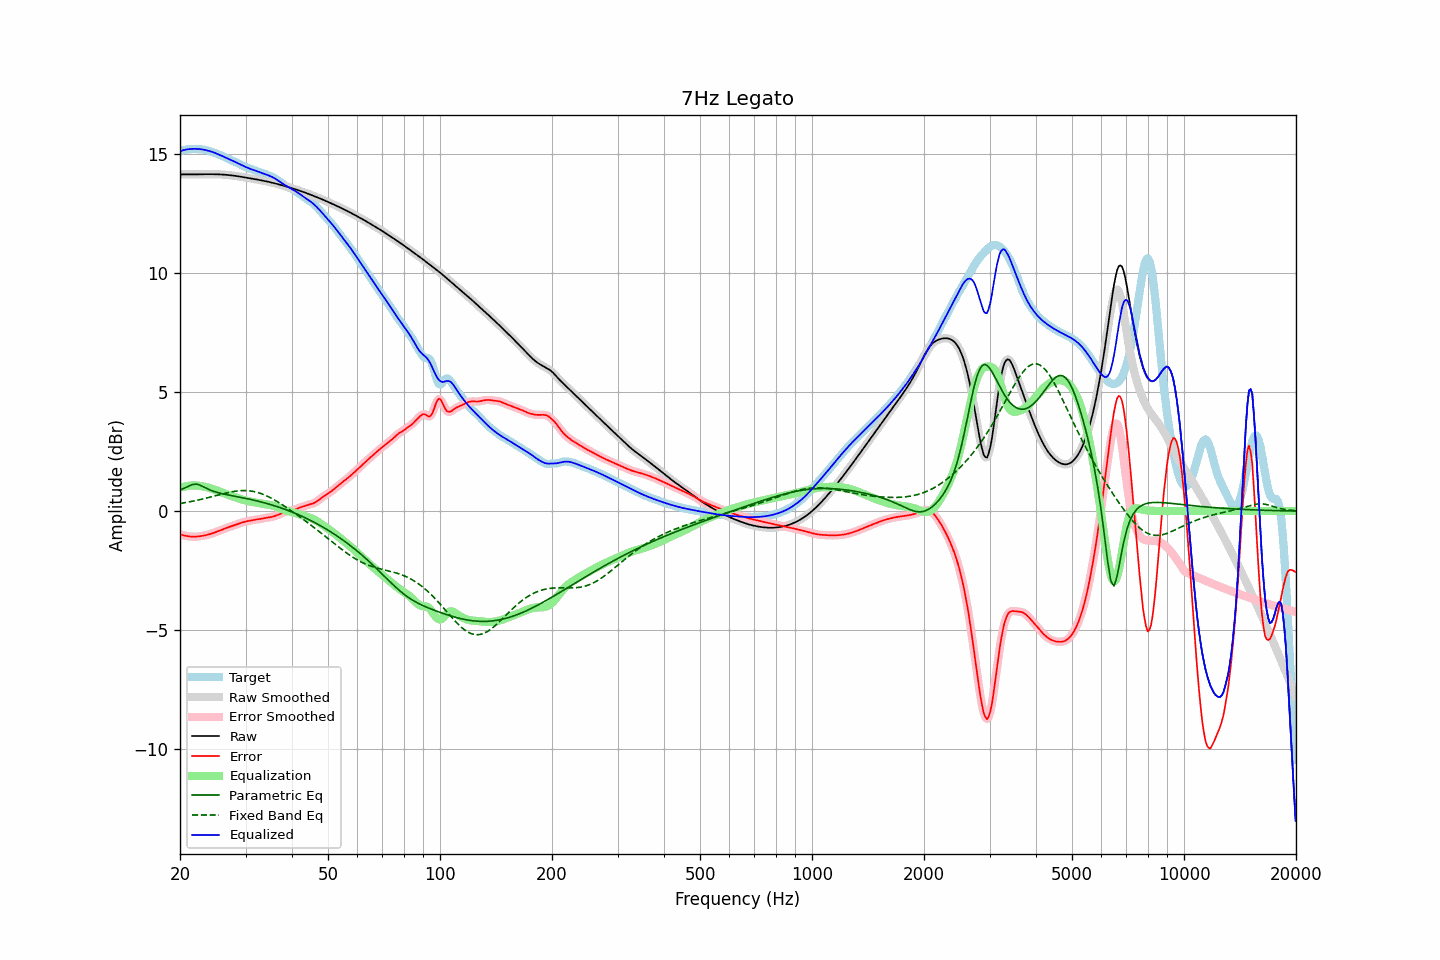 7Hz Legato
Amplitude (dBr)
15
10
5
0
−5
−10
Target
Raw Smoothed
Error Smoothed
Raw
Error
Equalization
Parametric Eq
Fixed Band Eq
Equalized
20 50 100 200 500 1000 2000 5000 10000 20000
Frequency (Hz)